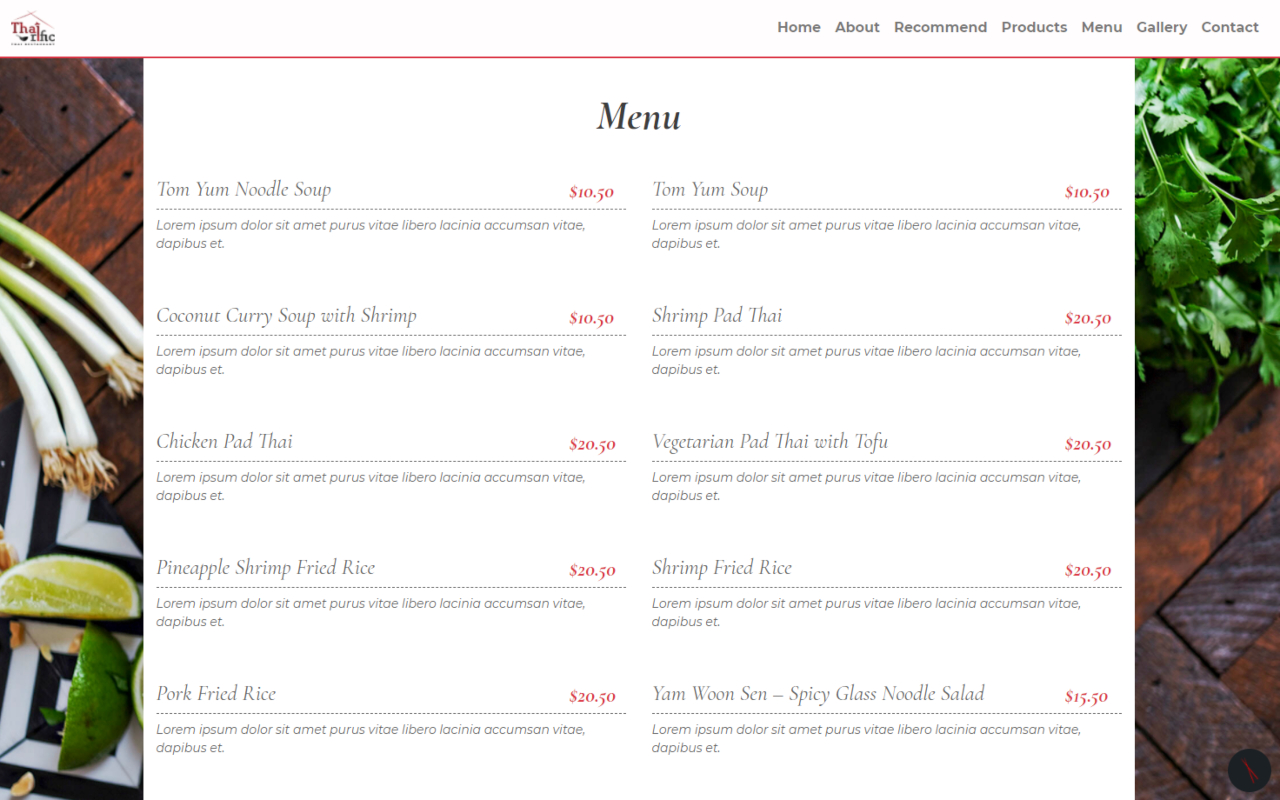 Thai
rific
THAI RESTAURANT
Home About Recommend Products Menu Gallery Contact
Menu
Tom Yum Noodle Soup $10.50
Lorem ipsum dolor sit amet purus vitae libero lacinia accumsan vitae,
dapibus et.
Tom Yum Soup $10.50
Lorem ipsum dolor sit amet purus vitae libero lacinia accumsan vitae,
dapibus et.
Coconut Curry Soup with Shrimp $10.50
Lorem ipsum dolor sit amet purus vitae libero lacinia accumsan vitae,
dapibus et.
Shrimp Pad Thai $20.50
Lorem ipsum dolor sit amet purus vitae libero lacinia accumsan vitae,
dapibus et.
Chicken Pad Thai $20.50
Lorem ipsum dolor sit amet purus vitae libero lacinia accumsan vitae,
dapibus et.
Vegetarian Pad Thai with Tofu $20.50
Lorem ipsum dolor sit amet purus vitae libero lacinia accumsan vitae,
dapibus et.
Pineapple Shrimp Fried Rice $20.50
Lorem ipsum dolor sit amet purus vitae libero lacinia accumsan vitae,
dapibus et.
Shrimp Fried Rice $20.50
Lorem ipsum dolor sit amet purus vitae libero lacinia accumsan vitae,
dapibus et.
Pork Fried Rice $20.50
Lorem ipsum dolor sit amet purus vitae libero lacinia accumsan vitae,
dapibus et.
Yam Woon Sen – Spicy Glass Noodle Salad $15.50
Lorem ipsum dolor sit amet purus vitae libero lacinia accumsan vitae,
dapibus et.